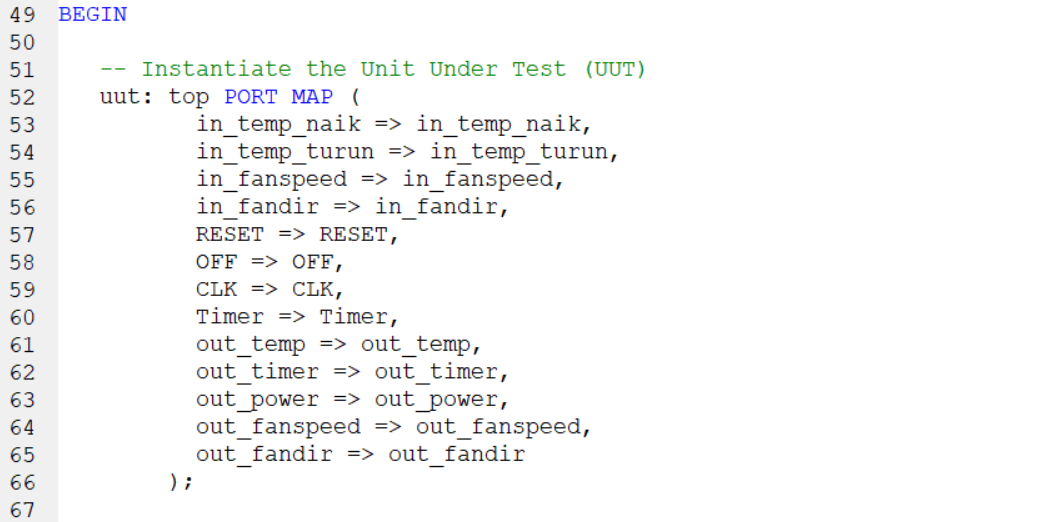 49 BEGIN
50
51 -- Instantiate the Unit Under Test (UUT)
52 uut: top PORT MAP (
53 in_temp_naik => in_temp_naik,
54 in_temp_turun => in_temp_turun,
55 in_fanspeed => in_fanspeed,
56 in_fandir => in_fandir,
57 RESET => RESET,
58 OFF => OFF,
59 CLK => CLK,
60 Timer => Timer,
61 out_temp => out_temp,
62 out_timer => out_timer,
63 out_power => out_power,
64 out_fanspeed => out_fanspeed,
65 out_fandir => out_fandir
66 );
67